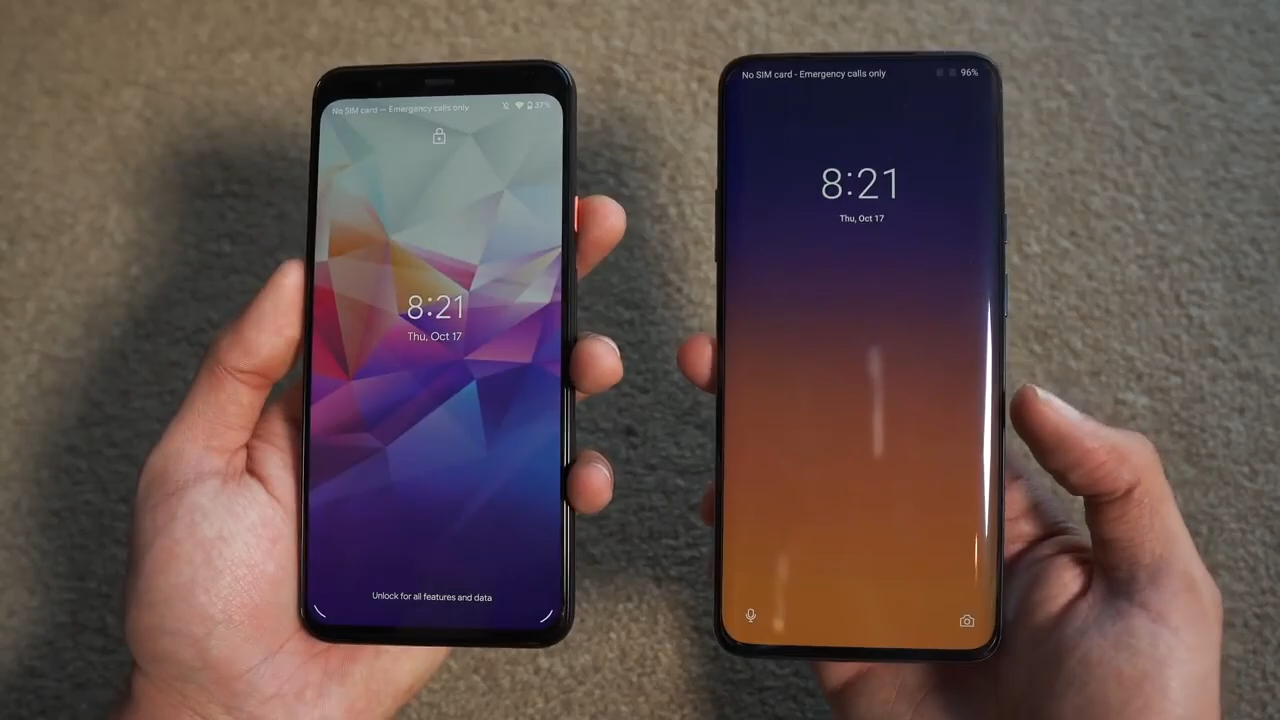 No SIM card — Emergency calls only
37%
8:21
Thu, Oct 17
Unlock for all features and data
No SIM card - Emergency calls only
96%
8:21
Thu, Oct 17